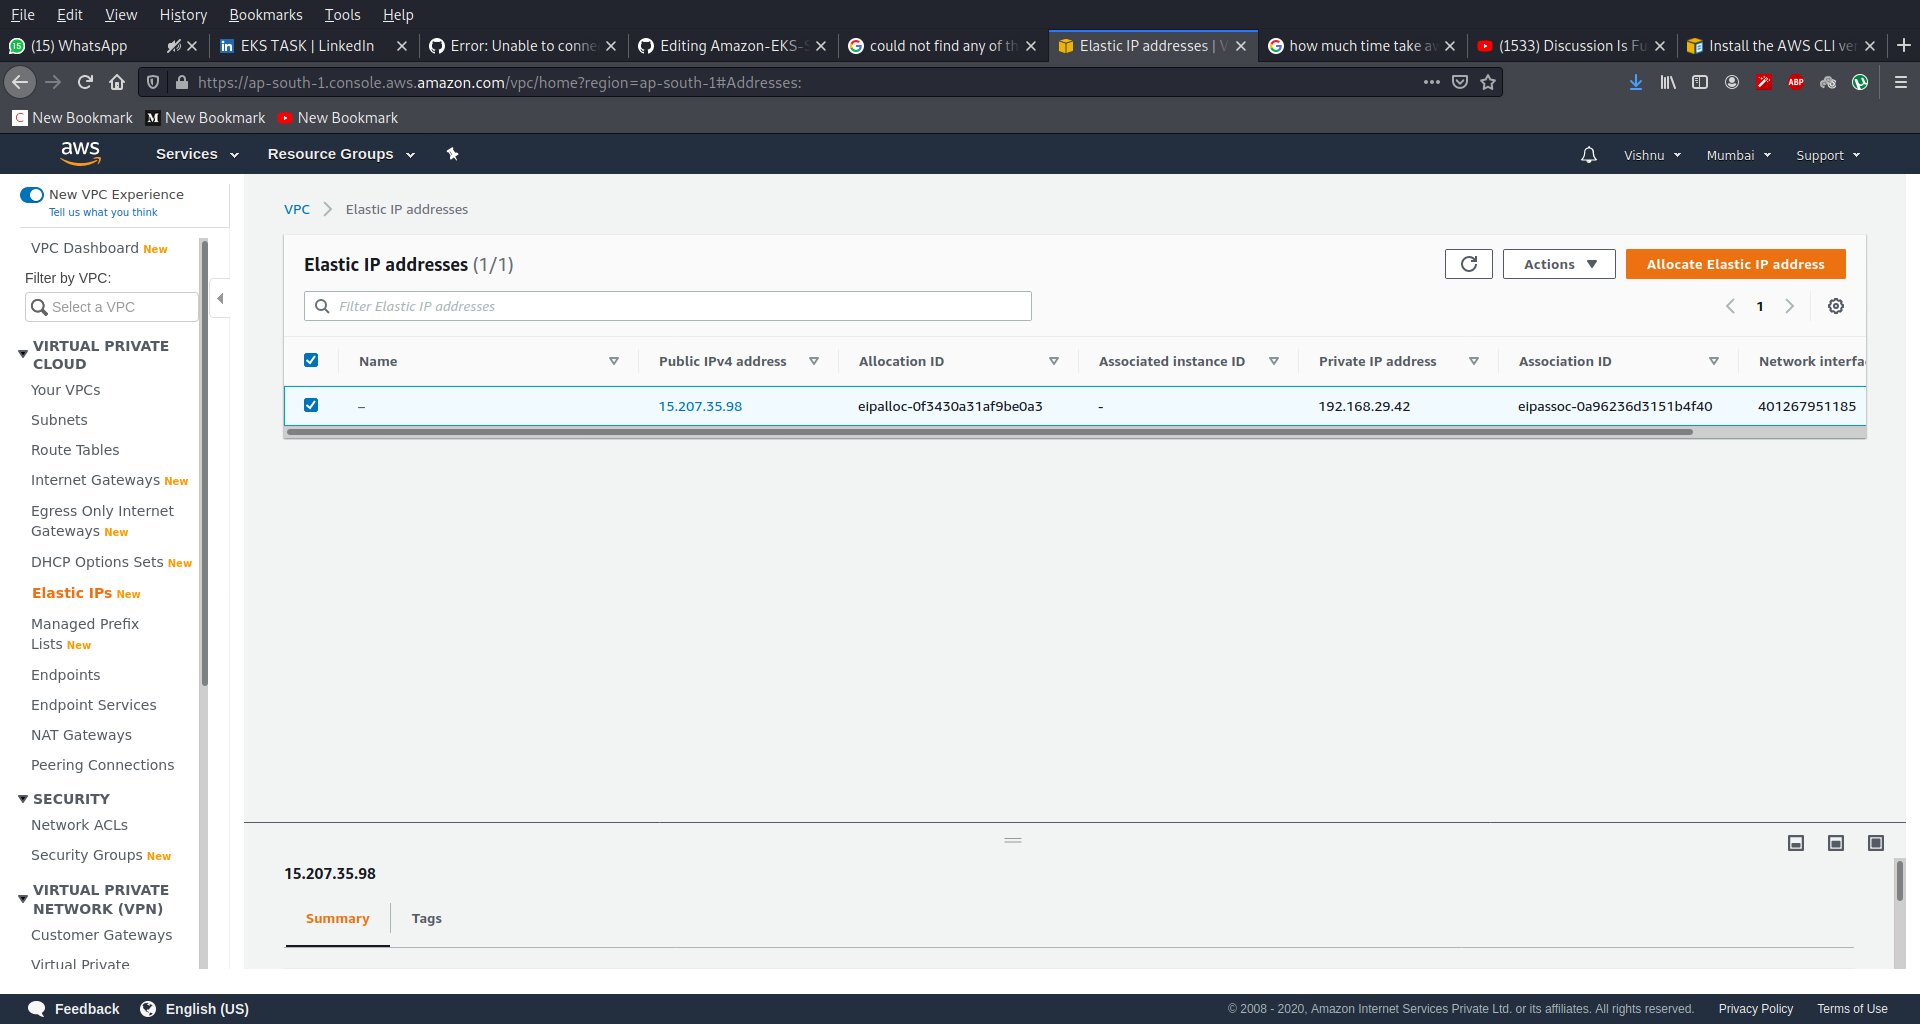 File Edit View History Bookmarks Tools Help
(15) WhatsApp
EKS TASK | LinkedIn
Error: Unable to conne
Editing Amazon-EKS-S
could not find any of th
Elastic IP addresses | V
how much time take a
(1533) Discussion Is Fu
Install the AWS CLI ve
https://ap-south-1.console.aws.amazon.com/vpc/home?region=ap-south-1#Addresses:
ABP
New Bookmark New Bookmark New Bookmark
aws Services Resource Groups Vishnu Mumbai Support
New VPC Experience
Tell us what you think
VPC Dashboard New
Filter by VPC:
Select a VPC
VIRTUAL PRIVATE
CLOUD
Your VPCs
Subnets
Route Tables
Internet Gateways New
Egress Only Internet
Gateways New
DHCP Options Sets New
Elastic IPs New
Managed Prefix
Lists New
Endpoints
Endpoint Services
NAT Gateways
Peering Connections
SECURITY
Network ACLs
Security Groups New
VIRTUAL PRIVATE
NETWORK (VPN)
Customer Gateways
Virtual Private
VPC Elastic IP addresses
Elastic IP addresses (1/1)
Actions Allocate Elastic IP address
Filter Elastic IP addresses
1
Name Public IPv4 address Allocation ID Associated instance ID Private IP address Association ID Network interfa
– 15.207.35.98 eipalloc-0f3430a31af9be0a3 - 192.168.29.42 eipassoc-0a96236d3151b4f40 401267951185
15.207.35.98
Summary Tags
Feedback English (US) © 2008 - 2020, Amazon Internet Services Private Ltd. or its affiliates. All rights reserved. Privacy Policy Terms of Use